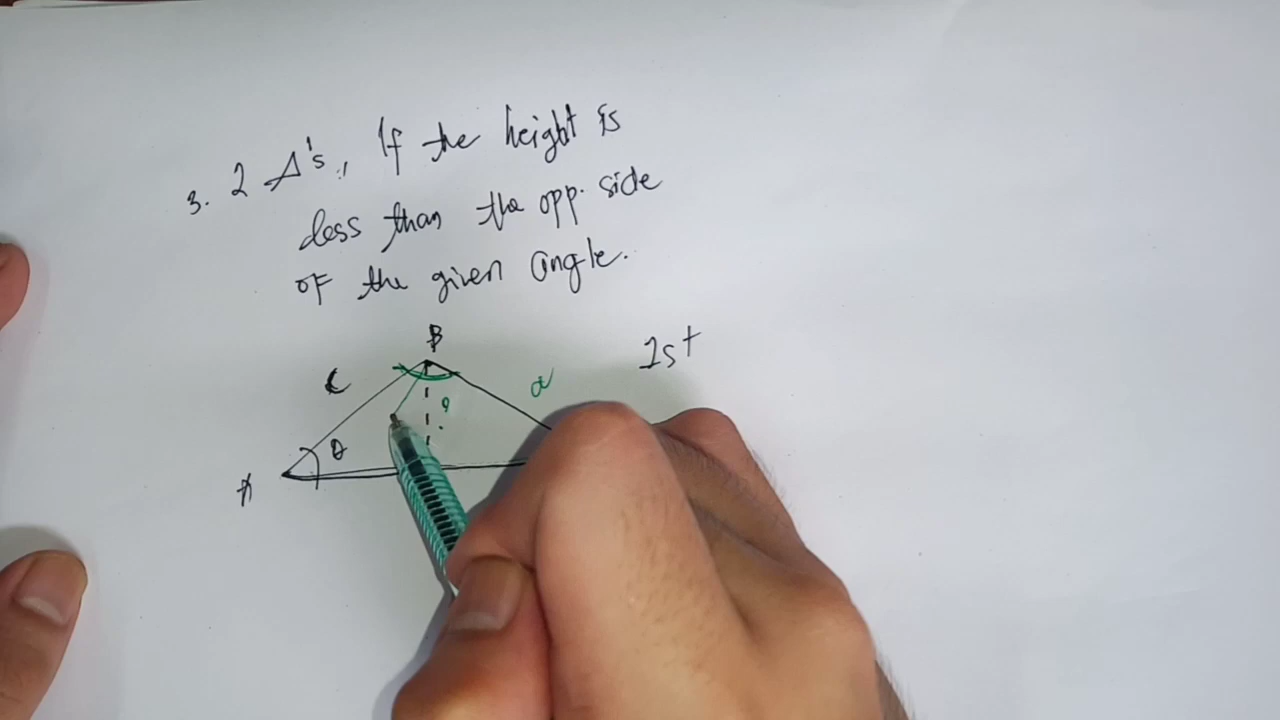 3. 2 Δ's, If the height is
less than the opp. side
of the given angle.
B
1st
C
a
?
θ
A